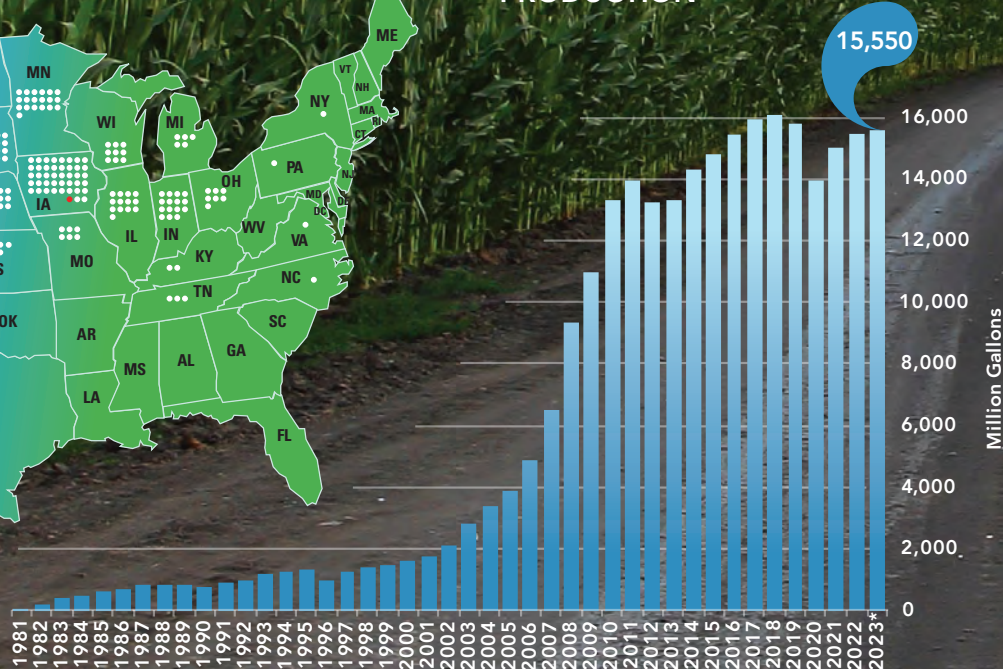 PRODUCTION
15,550
ME
VT
NH
MN
NY
MA
RI
CT
WI
MI
PA
NJ
OH
MD
DE
DC
IA
IL
IN
WV
VA
KY
MO
S
NC
TN
OK
AR
SC
MS
AL
GA
LA
FL
16,000
14,000
12,000
10,000
8,000
6,000
4,000
2,000
0
Million Gallons
1981
1982
1983
1984
1985
1986
1987
1988
1989
1990
1991
1992
1993
1994
1995
1996
1997
1998
1999
2000
2001
2002
2003
2004
2005
2006
2007
2008
2009
2010
2011
2012
2013
2014
2015
2016
2017
2018
2019
2020
2021
2022
2023*